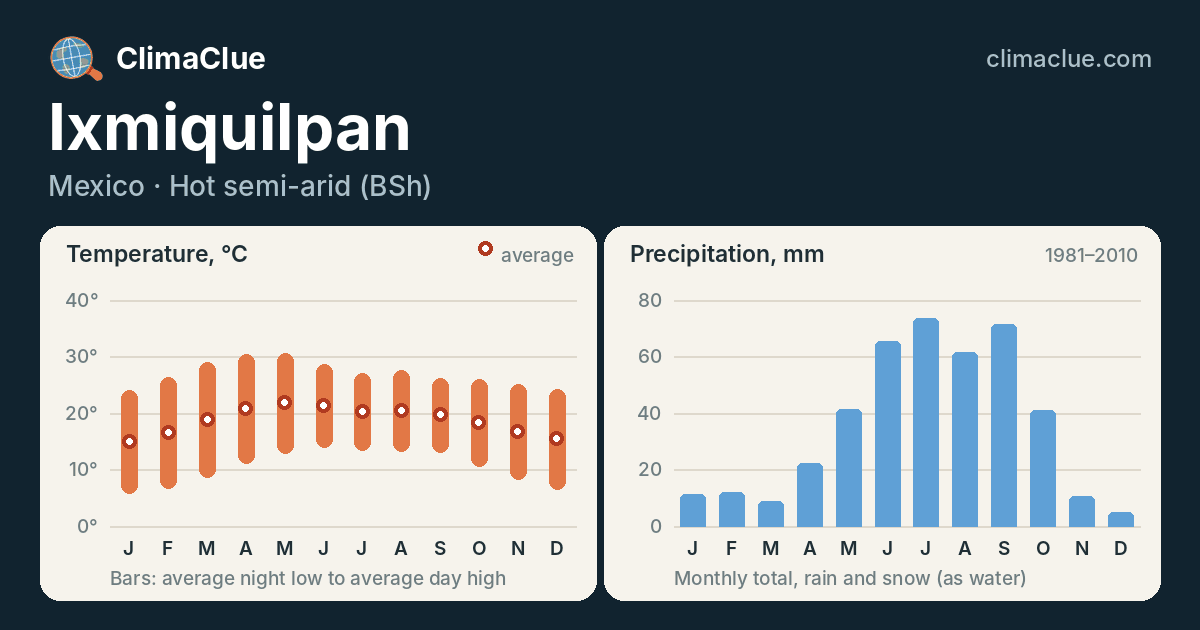 ClimaClue
climaclue.com
Ixmiquilpan
Mexico · Hot semi-arid (BSh)
Temperature, °C
average
40°
30°
20°
10°
0°
J F M A M J J A S O N D
Bars: average night low to average day high
Precipitation, mm
1981–2010
80
60
40
20
0
J F M A M J J A S O N D
Monthly total, rain and snow (as water)